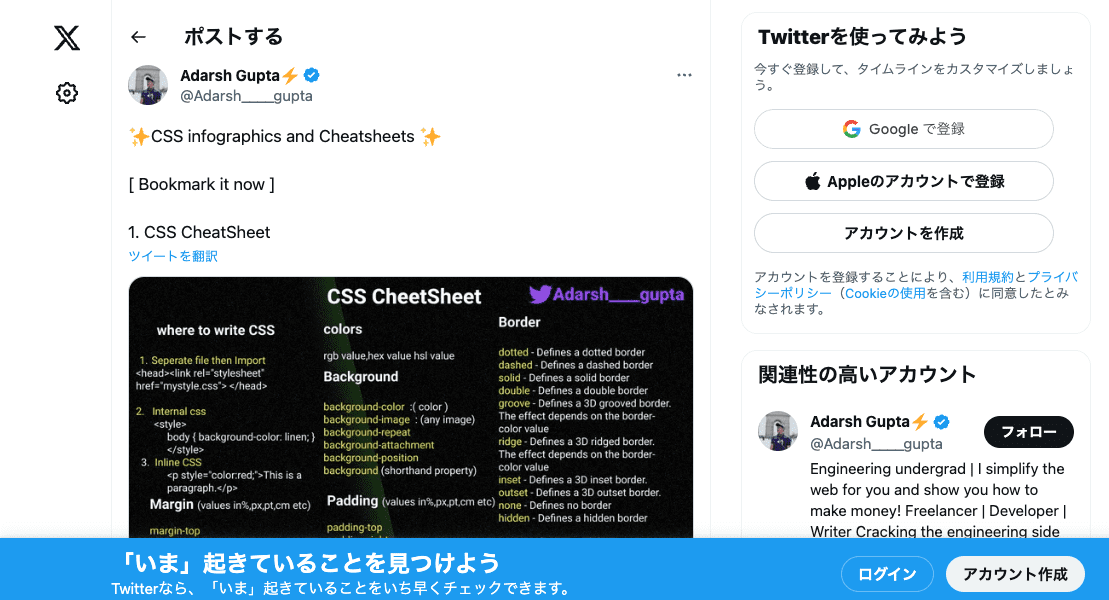 ポストする
Adarsh Gupta⚡
@Adarsh____gupta
✨CSS infographics and Cheatsheets ✨
[ Bookmark it now ]
1. CSS CheatSheet
ツイートを翻訳
CSS CheetSheet
Adarsh____gupta
where to write CSS
1. Seperate file then Import
<head><link rel="stylesheet"
href="mystyle.css"> </head>
2. Internal css
<style>
body { background-color: linen; }
</style>
3. Inline CSS
<p style="color:red;">This is a
paragraph.</p>
Margin (values in%,px,pt,cm etc)
margin-top
colors
rgb value,hex value hsl value
Background
background-color :( color )
background-image : (any image)
background-repeat
background-attachment
background-position
background (shorthand property)
Padding (values in%,px,pt,cm etc)
padding-top
Border
dotted - Defines a dotted border
dashed - Defines a dashed border
solid - Defines a solid border
double - Defines a double border
groove - Defines a 3D grooved border.
The effect depends on the border-
color value
ridge - Defines a 3D ridged border.
The effect depends on the border-
color value
inset - Defines a 3D inset border.
outset - Defines a 3D outset border.
none - Defines no border
hidden - Defines a hidden border
Twitterを使ってみよう
今すぐ登録して、タイムラインをカスタマイズしましょ
う。
Google で登録
Appleのアカウントで登録
アカウントを作成
アカウントを登録することにより、利用規約とプライバ
シーポリシー（Cookieの使用を含む）に同意したとみ
なされます。
関連性の高いアカウント
Adarsh Gupta⚡
@Adarsh____gupta
フォロー
Engineering undergrad | I simplify the
web for you and show you how to
make money! Freelancer | Developer |
Writer Cracking the engineering side
「いま」起きていることを見つけよう
Twitterなら、「いま」起きていることをいち早くチェックできます。
ログイン
アカウント作成